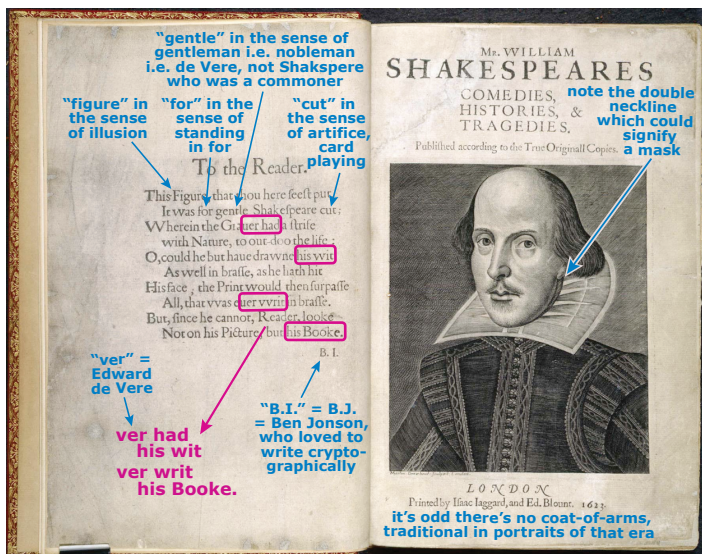 “gentle” in the sense of
gentleman i.e. nobleman
i.e. de Vere, not Shakspere
who was a commoner
“figure” in
the sense
of illusion
“for” in the
sense of
standing
in for
“cut” in
the sense
of artifice,
card
playing
To the Reader.
This Figure, that thou here ſeeſt put,
It was for gentle Shakeſpeare cut;
Wherein the Grauer had a ſtrife
with Nature, to out-doo the life:
O, could he but haue drawne his wit
As well in braſſe, as he hath hit
His face, the Print would then ſurpaſſe
All, that vvas euer vvrit in braſſe.
But, ſince he cannot, Reader, looke
Not on his Picture, but his Booke.
B. I.
“ver” =
Edward
de Vere
ver had
his wit
ver writ
his Booke.
“B.I.” = B.J.
= Ben Jonson,
who loved to
write crypto-
graphically
Mr. WILLIAM
SHAKESPEARES
COMEDIES,
HISTORIES, &
TRAGEDIES.
Publiſhed according to the True Originall Copies.
note the double
neckline
which could
signify
a mask
LONDON
Printed by Iſaac Iaggard, and Ed. Blount. 1623.
it’s odd there’s no coat-of-arms,
traditional in portraits of that era